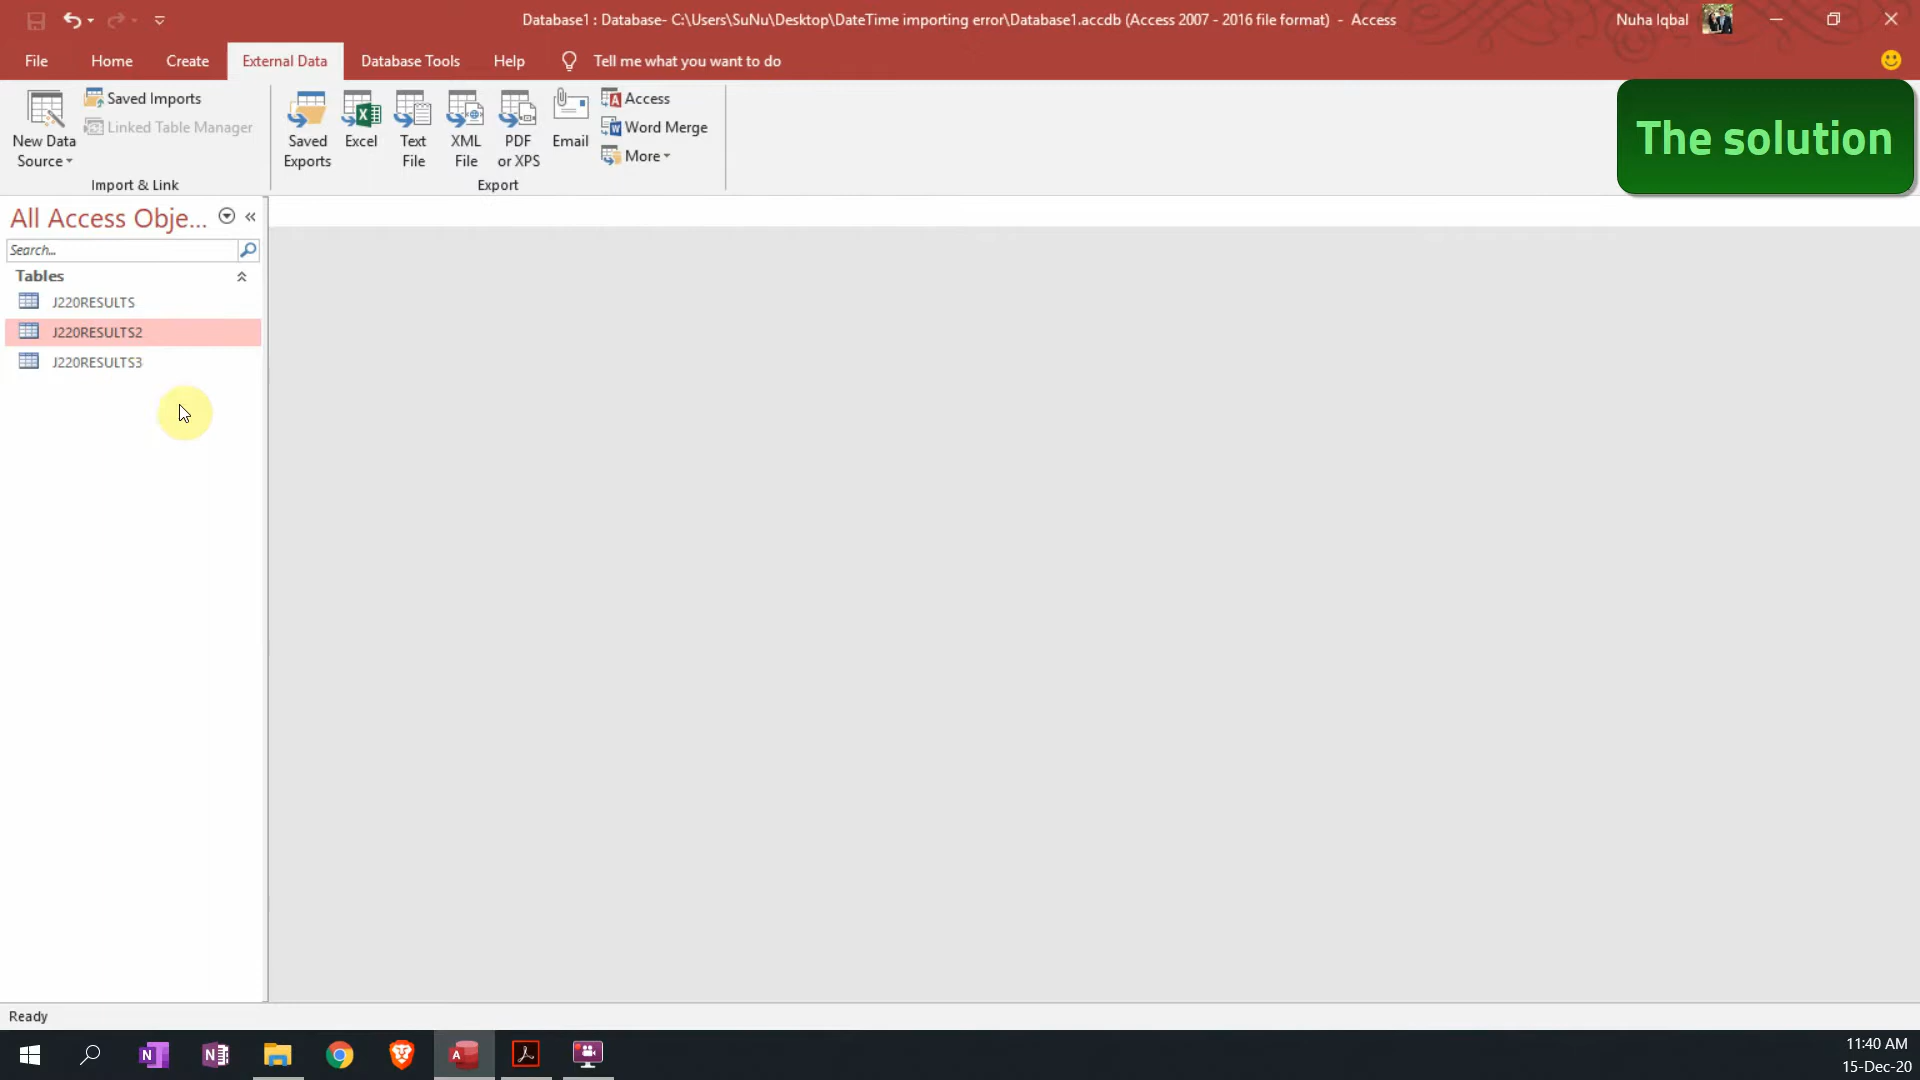 Database1 : Database- C:\Users\SuNu\Desktop\DateTime importing error\Database1.accdb (Access 2007 - 2016 file format) - Access
Nuha Iqbal
File
Home
Create
External Data
Database Tools
Help
Tell me what you want to do
New Data Source
Saved Imports
Linked Table Manager
Import & Link
Saved Exports
Excel
Text File
XML File
PDF or XPS
Email
Access
Word Merge
More
Export
The solution
All Access Obje...
Search...
Tables
J220RESULTS
J220RESULTS2
J220RESULTS3
Ready
11:40 AM
15-Dec-20